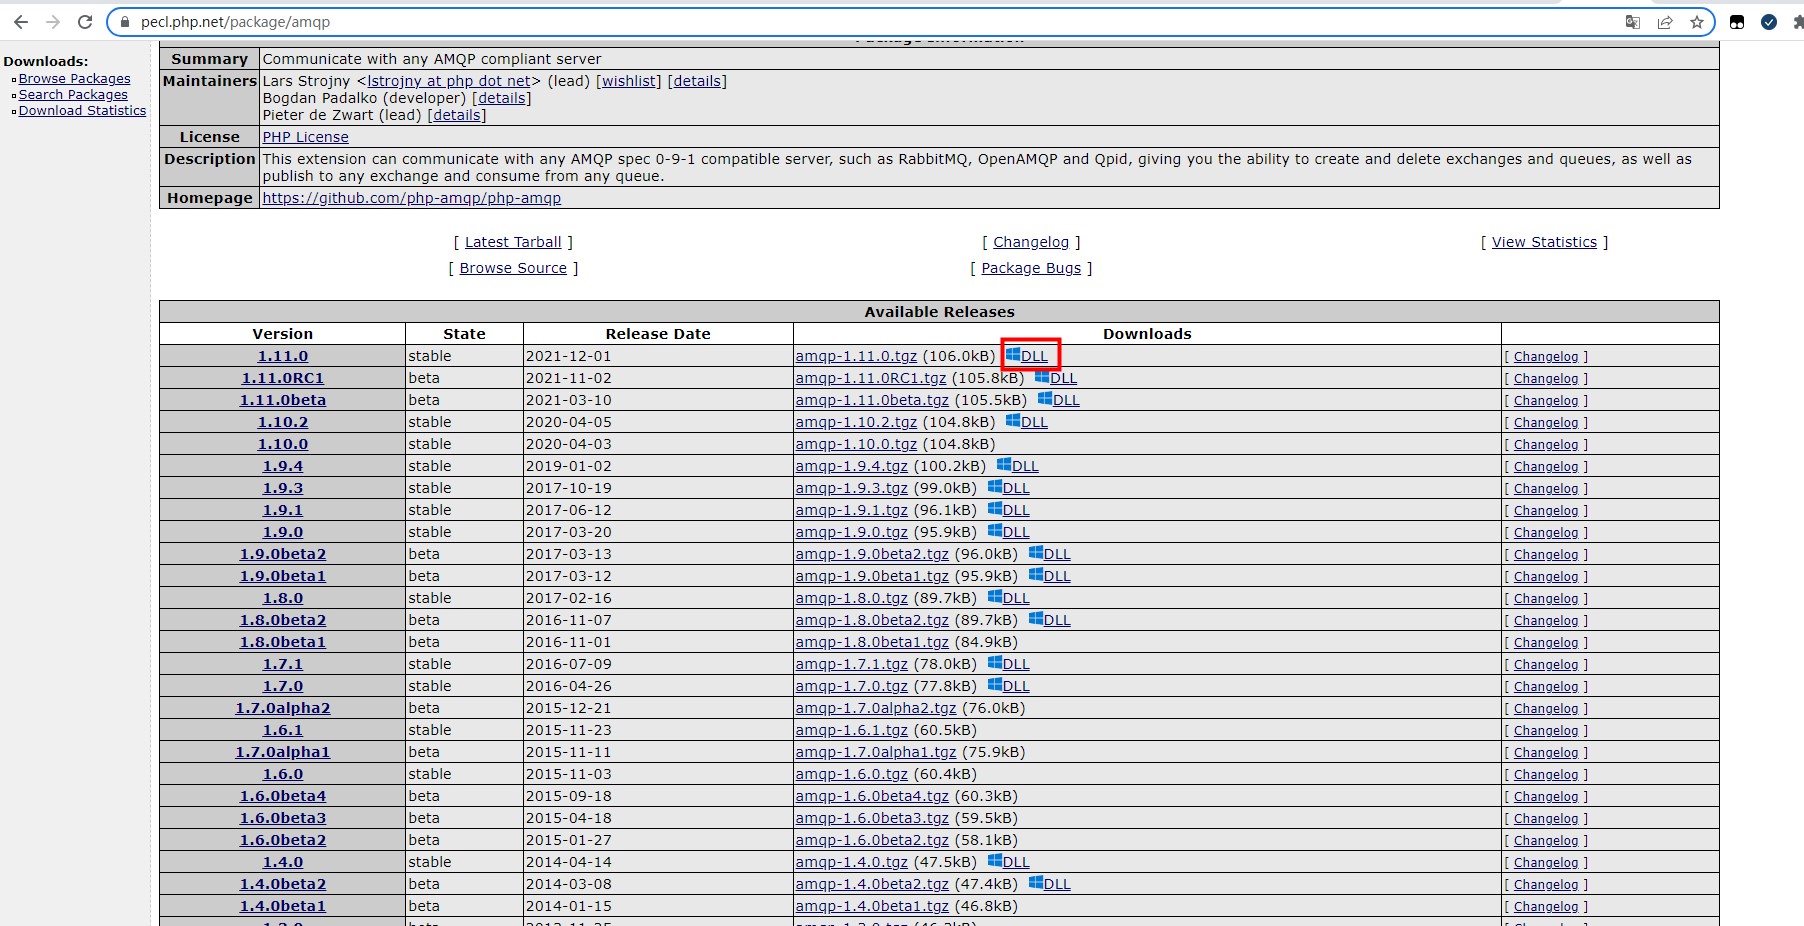 pecl.php.net/package/amqp
Downloads:
Browse Packages
Search Packages
Download Statistics
Summary Communicate with any AMQP compliant server
Maintainers Lars Strojny <lstrojny at php dot net> (lead) [wishlist] [details]
Bogdan Padalko (developer) [details]
Pieter de Zwart (lead) [details]
License PHP License
Description This extension can communicate with any AMQP spec 0-9-1 compatible server, such as RabbitMQ, OpenAMQP and Qpid, giving you the ability to create and delete exchanges and queues, as well as
publish to any exchange and consume from any queue.
Homepage https://github.com/php-amqp/php-amqp
[ Latest Tarball ] [ Changelog ] [ View Statistics ]
[ Browse Source ] [ Package Bugs ]
Available Releases
Version State Release Date Downloads
1.11.0 stable 2021-12-01 amqp-1.11.0.tgz (106.0kB) DLL [ Changelog ]
1.11.0RC1 beta 2021-11-02 amqp-1.11.0RC1.tgz (105.8kB) DLL [ Changelog ]
1.11.0beta beta 2021-03-10 amqp-1.11.0beta.tgz (105.5kB) DLL [ Changelog ]
1.10.2 stable 2020-04-05 amqp-1.10.2.tgz (104.8kB) DLL [ Changelog ]
1.10.0 stable 2020-04-03 amqp-1.10.0.tgz (104.8kB) [ Changelog ]
1.9.4 stable 2019-01-02 amqp-1.9.4.tgz (100.2kB) DLL [ Changelog ]
1.9.3 stable 2017-10-19 amqp-1.9.3.tgz (99.0kB) DLL [ Changelog ]
1.9.1 stable 2017-06-12 amqp-1.9.1.tgz (96.1kB) DLL [ Changelog ]
1.9.0 stable 2017-03-20 amqp-1.9.0.tgz (95.9kB) DLL [ Changelog ]
1.9.0beta2 beta 2017-03-13 amqp-1.9.0beta2.tgz (96.0kB) DLL [ Changelog ]
1.9.0beta1 beta 2017-03-12 amqp-1.9.0beta1.tgz (95.9kB) DLL [ Changelog ]
1.8.0 stable 2017-02-16 amqp-1.8.0.tgz (89.7kB) DLL [ Changelog ]
1.8.0beta2 beta 2016-11-07 amqp-1.8.0beta2.tgz (89.7kB) DLL [ Changelog ]
1.8.0beta1 beta 2016-11-01 amqp-1.8.0beta1.tgz (84.9kB) [ Changelog ]
1.7.1 stable 2016-07-09 amqp-1.7.1.tgz (78.0kB) DLL [ Changelog ]
1.7.0 stable 2016-04-26 amqp-1.7.0.tgz (77.8kB) DLL [ Changelog ]
1.7.0alpha2 beta 2015-12-21 amqp-1.7.0alpha2.tgz (76.0kB) [ Changelog ]
1.6.1 stable 2015-11-23 amqp-1.6.1.tgz (60.5kB) [ Changelog ]
1.7.0alpha1 beta 2015-11-11 amqp-1.7.0alpha1.tgz (75.9kB) [ Changelog ]
1.6.0 stable 2015-11-03 amqp-1.6.0.tgz (60.4kB) [ Changelog ]
1.6.0beta4 beta 2015-09-18 amqp-1.6.0beta4.tgz (60.3kB) [ Changelog ]
1.6.0beta3 beta 2015-04-18 amqp-1.6.0beta3.tgz (59.5kB) [ Changelog ]
1.6.0beta2 beta 2015-01-27 amqp-1.6.0beta2.tgz (58.1kB) [ Changelog ]
1.4.0 stable 2014-04-14 amqp-1.4.0.tgz (47.5kB) DLL [ Changelog ]
1.4.0beta2 beta 2014-03-08 amqp-1.4.0beta2.tgz (47.4kB) DLL [ Changelog ]
1.4.0beta1 beta 2014-01-15 amqp-1.4.0beta1.tgz (46.8kB) [ Changelog ]